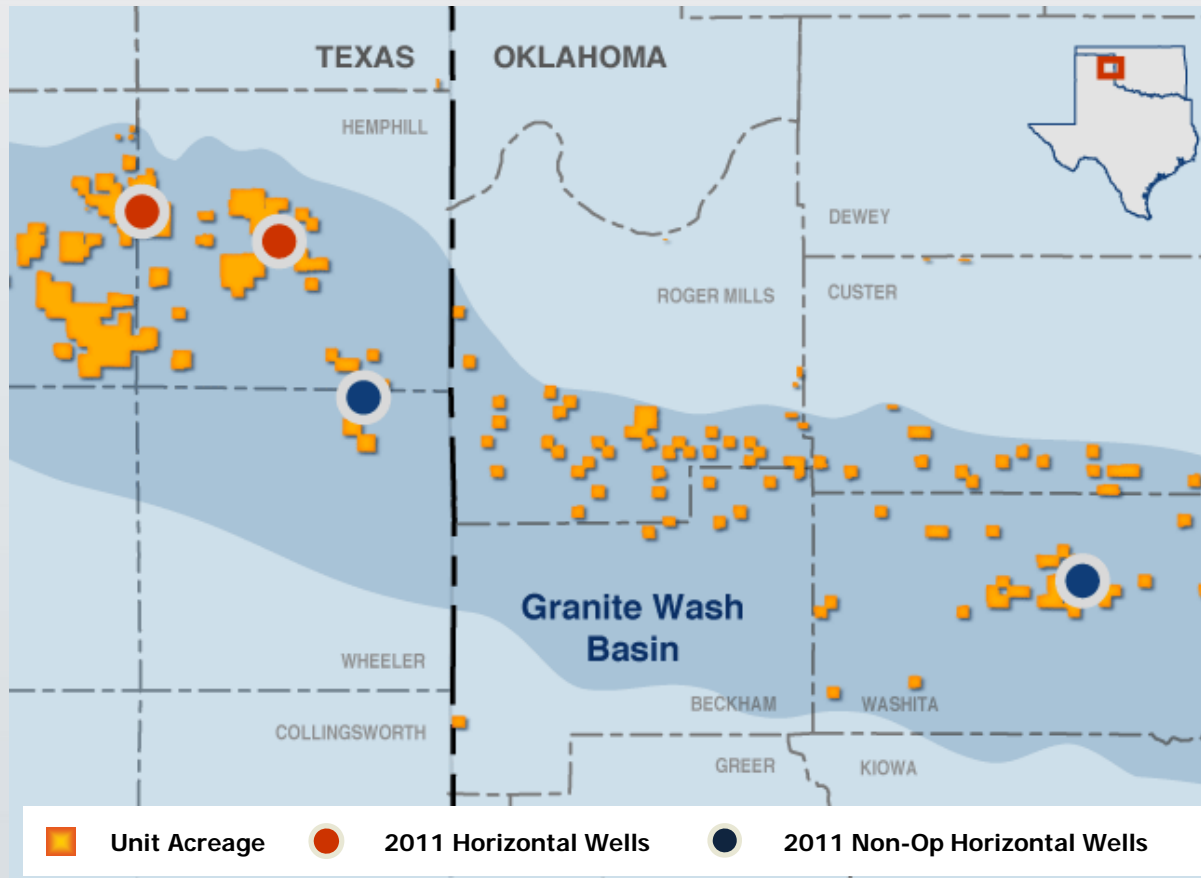 TEXAS
OKLAHOMA
HEMPHILL
DEWEY
ROGER MILLS
CUSTER
Granite Wash
Basin
WHEELER
BECKHAM
WASHITA
COLLINGSWORTH
GREER
KIOWA
Unit Acreage
2011 Horizontal Wells
2011 Non-Op Horizontal Wells